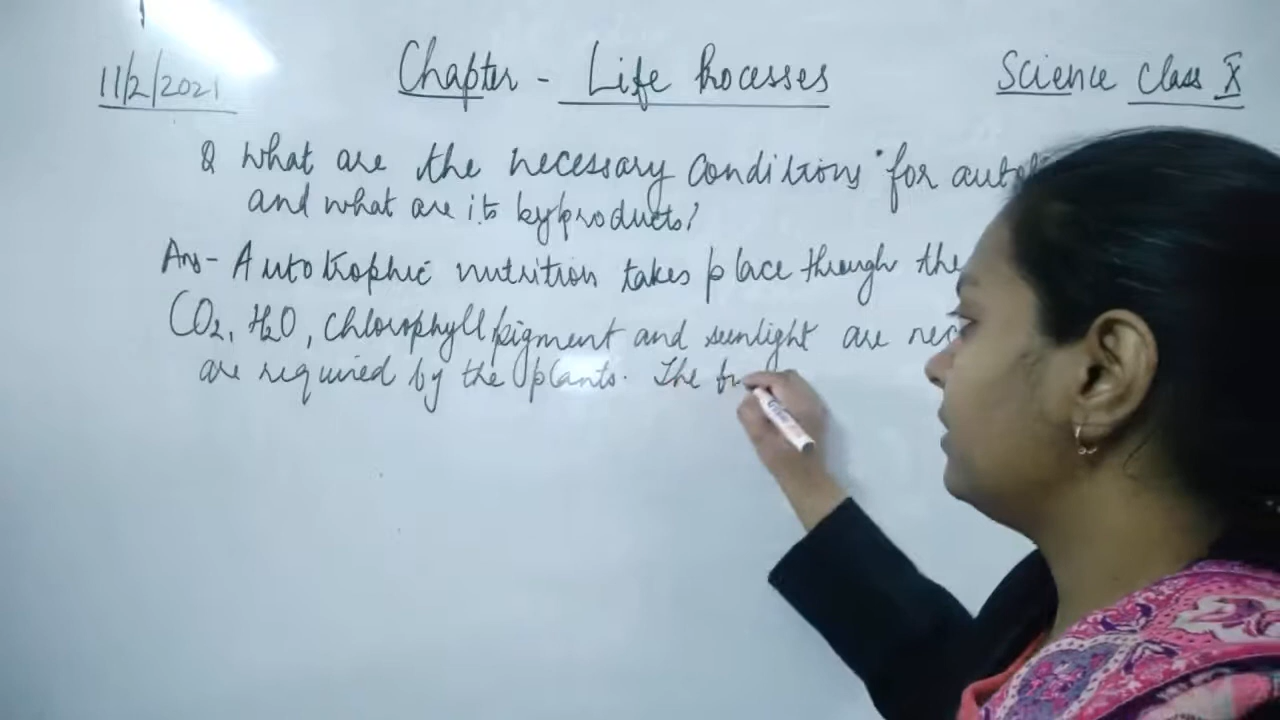 11/2/2021 Chapter - Life Processes Science Class X
Q What are the necessary conditions for
and what are its byproducts?
Ans- Autotrophic nutrition takes place through the
CO2, H2O, Chlorophyll pigment and sunlight are
are required by the plants. The